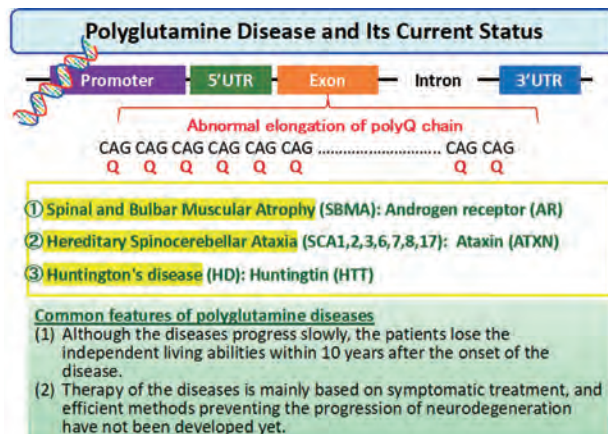 Polyglutamine Disease and Its Current Status
Promoter 5'UTR Exon Intron 3'UTR
Abnormal elongation of polyQ chain
CAG CAG CAG CAG CAG CAG ............................ CAG CAG
Q Q Q Q Q Q Q Q
① Spinal and Bulbar Muscular Atrophy (SBMA): Androgen receptor (AR)
② Hereditary Spinocerebellar Ataxia (SCA1,2,3,6,7,8,17): Ataxin (ATXN)
③ Huntington's disease (HD): Huntingtin (HTT)
Common features of polyglutamine diseases
(1) Although the diseases progress slowly, the patients lose the
independent living abilities within 10 years after the onset of the
disease.
(2) Therapy of the diseases is mainly based on symptomatic treatment, and
efficient methods preventing the progression of neurodegeneration
have not been developed yet.